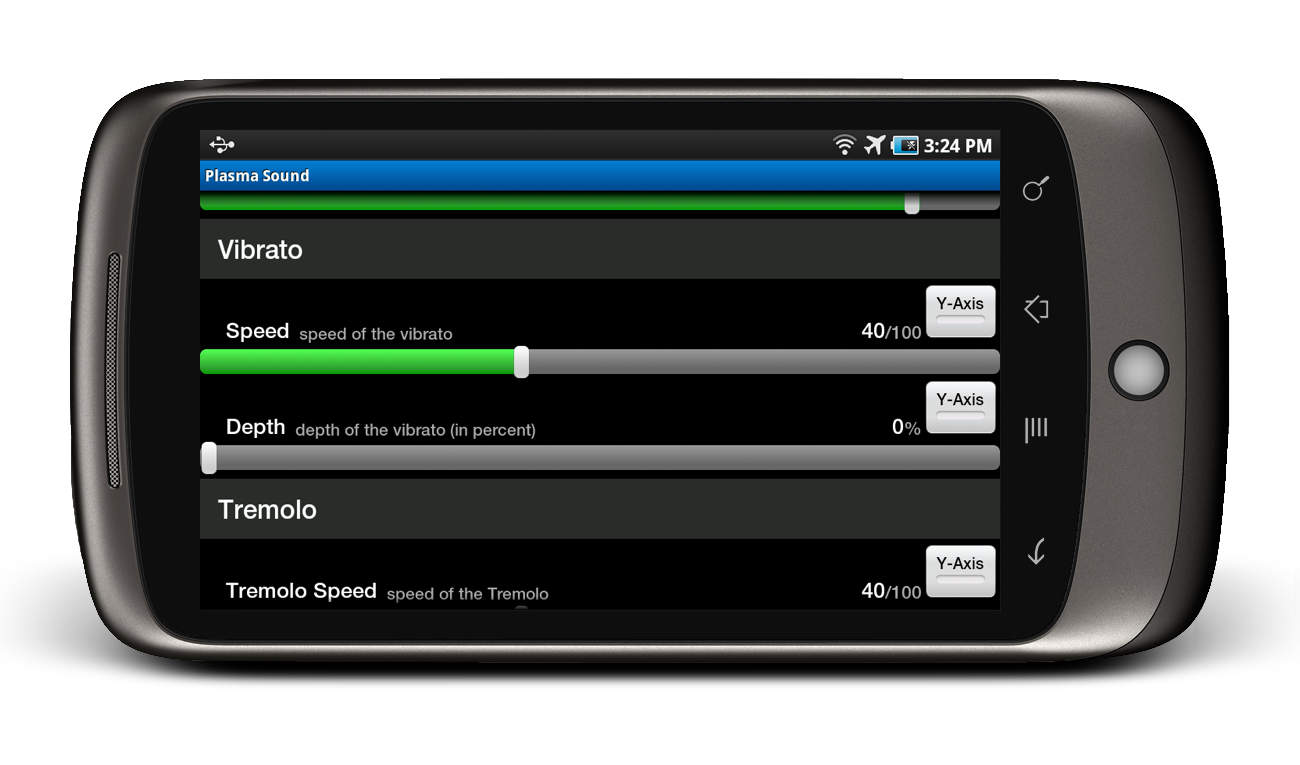 3:24 PM
Plasma Sound
Vibrato
Y-Axis
Speed speed of the vibrato 40/100
Y-Axis
Depth depth of the vibrato (in percent) 0%
Tremolo
Y-Axis
Tremolo Speed speed of the Tremolo 40/100